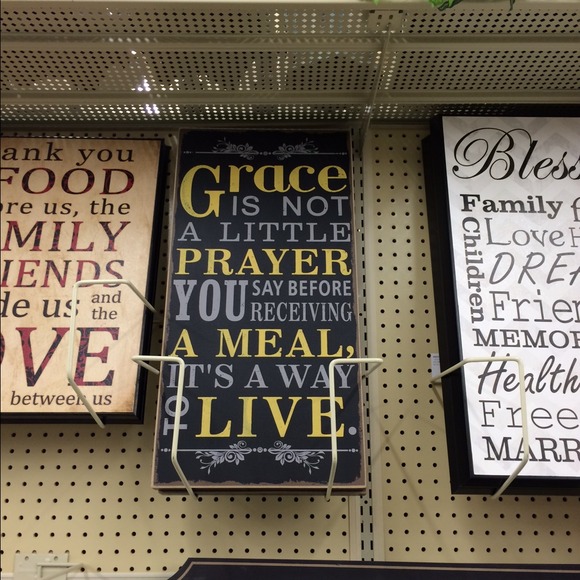 ank you
FOOD
ore us, the
MILY
IENDS
de us and the
OVE
between us
Grace
IS NOT
A LITTLE
PRAYER
YOU SAY BEFORE
RECEIVING
A MEAL,
IT'S A WAY
TO LIVE.
Bless
Family
Children
Love
DREA
Frien
MEMOR
Health
Free
MARR